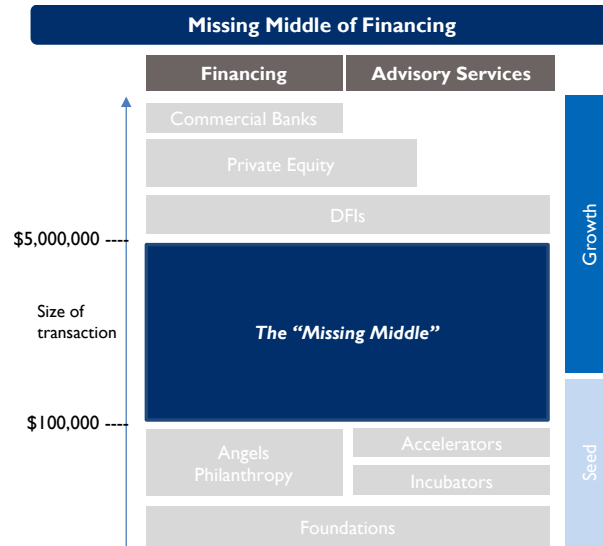 Missing Middle of Financing
Financing
Advisory Services
Commercial Banks
Private Equity
DFIs
$5,000,000 ----
Growth
Size of
transaction
The “Missing Middle”
$100,000 ----
Angels
Philanthropy
Accelerators
Incubators
Seed
Foundations